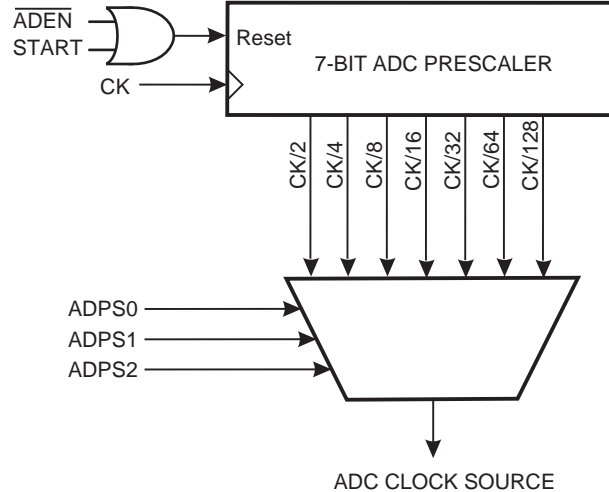 ADEN
START
Reset
7-BIT ADC PRESCALER
CK
CK/2
CK/4
CK/8
CK/16
CK/32
CK/64
CK/128
ADPS0
ADPS1
ADPS2
ADC CLOCK SOURCE